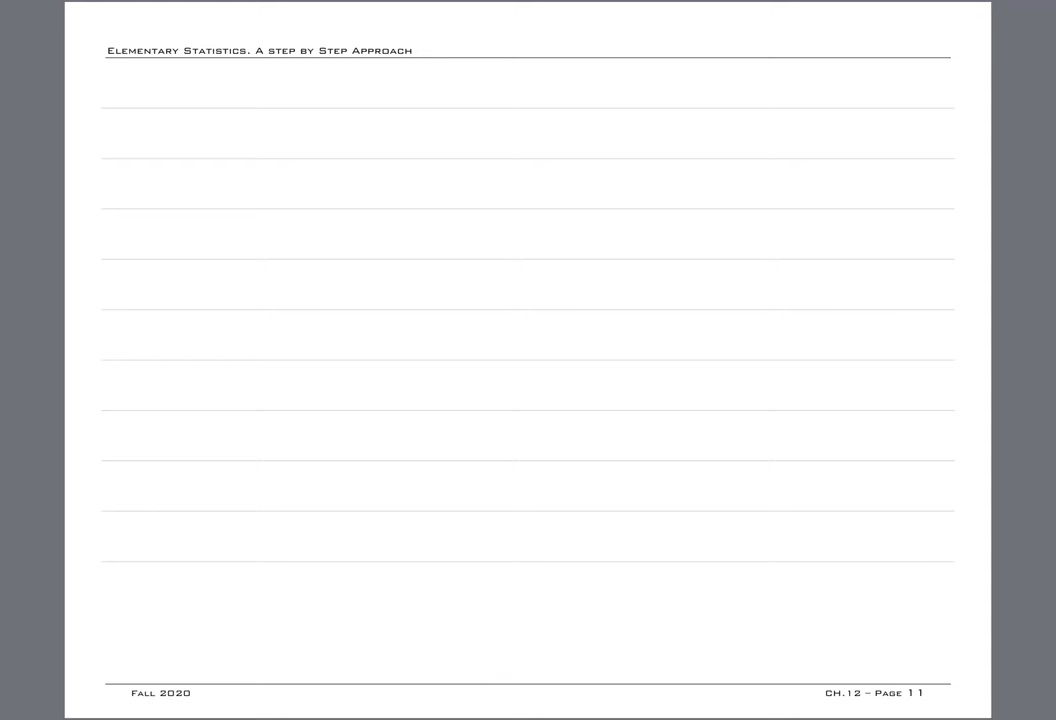 Elementary Statistics. A step by Step Approach
Fall 2020
CH.12 – Page 11